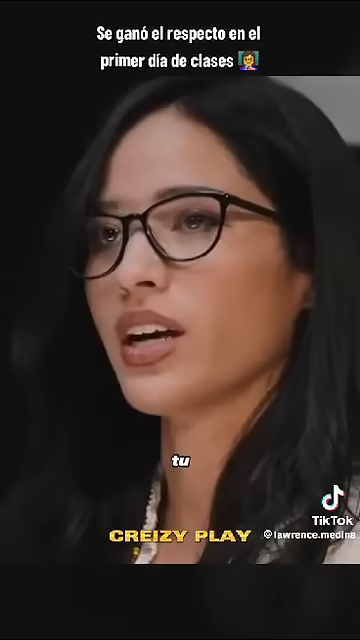 Se ganó el respecto en el
primer día de clases 👩‍🏫
tu
CREIZY PLAY
TikTok
@lawrence.medina